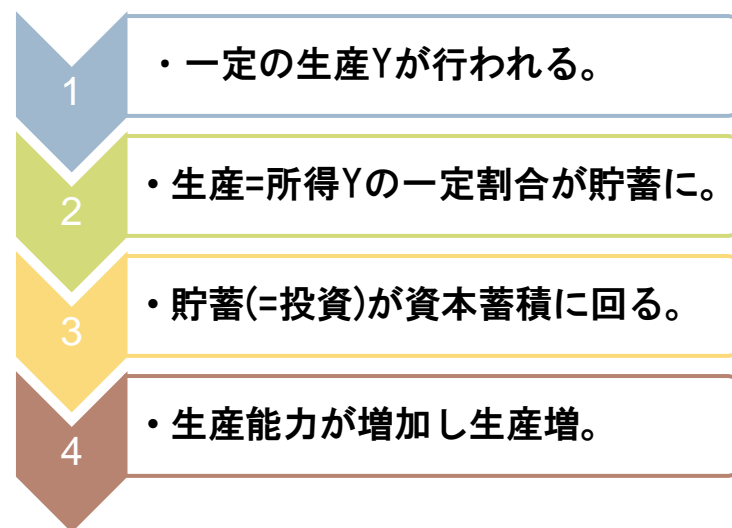 1
・一定の生産Yが行われる。
2
・生産=所得Yの一定割合が貯蓄に。
3
・貯蓄(=投資)が資本蓄積に回る。
4
・生産能力が増加し生産増。